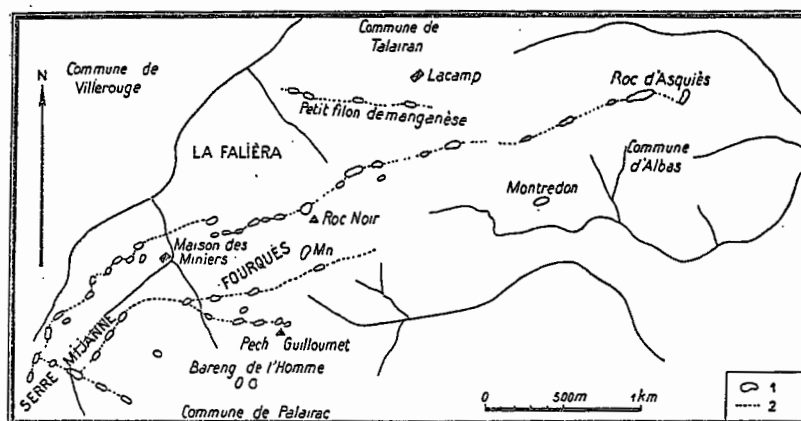 Commune de
Villerouge
Commune de
Talairan
N
Lacamp
Roc d'Asquiès
Petit filon de manganèse
LA FALIÈRA
Commune
d'Albas
Montredon
Roc Noir
Maison des
Miniers
Mn
FOURQUÈS
SERRE MIJANNE
Pech Guilloumet
Bareng de l'Homme
Commune de Palairac
0 500m 1km
1
2